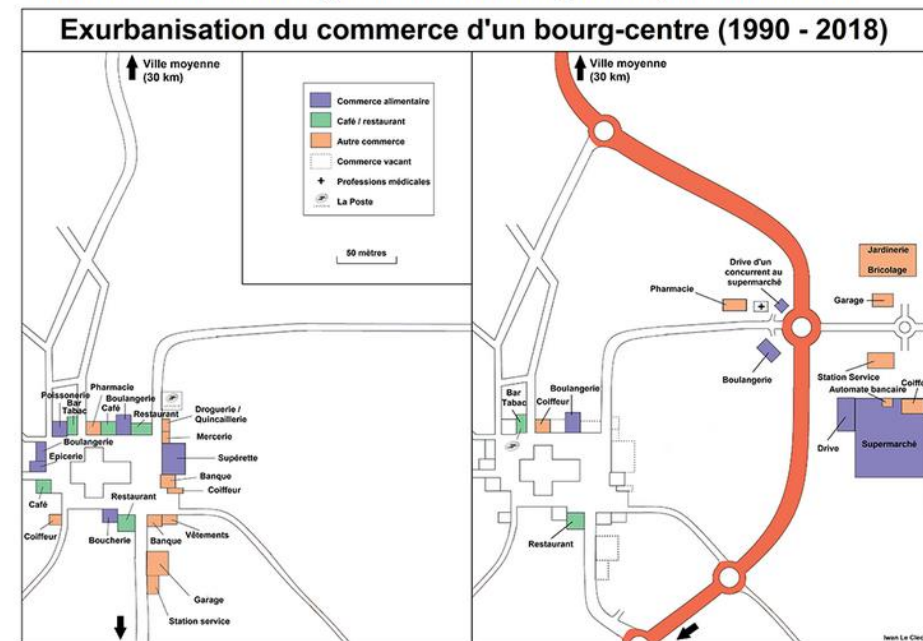 Exurbanisation du commerce d'un bourg-centre (1990 - 2018)
Ville moyenne
(30 km)
Commerce alimentaire
Café / restaurant
Autre commerce
Commerce vacant
Professions médicales
La Poste
50 mètres
Poissonerie
Bar
Tabac
Pharmacie
Boulangerie
Café
Restaurant
Droguerie /
Quincaillerie
Mercerie
Boulangerie
Epicerie
Supérette
Banque
Coiffeur
Café
Restaurant
Coiffeur
Boucherie
Banque
Vêtements
Garage
Station service
Ville moyenne
(30 km)
Jardinerie
Bricolage
Drive d'un
concurrent au
supermarché
Pharmacie
Garage
Boulangerie
Station Service
Automate bancaire
Coiff
Drive
Supermarché
Bar
Tabac
Boulangerie
Coiffeur
Restaurant